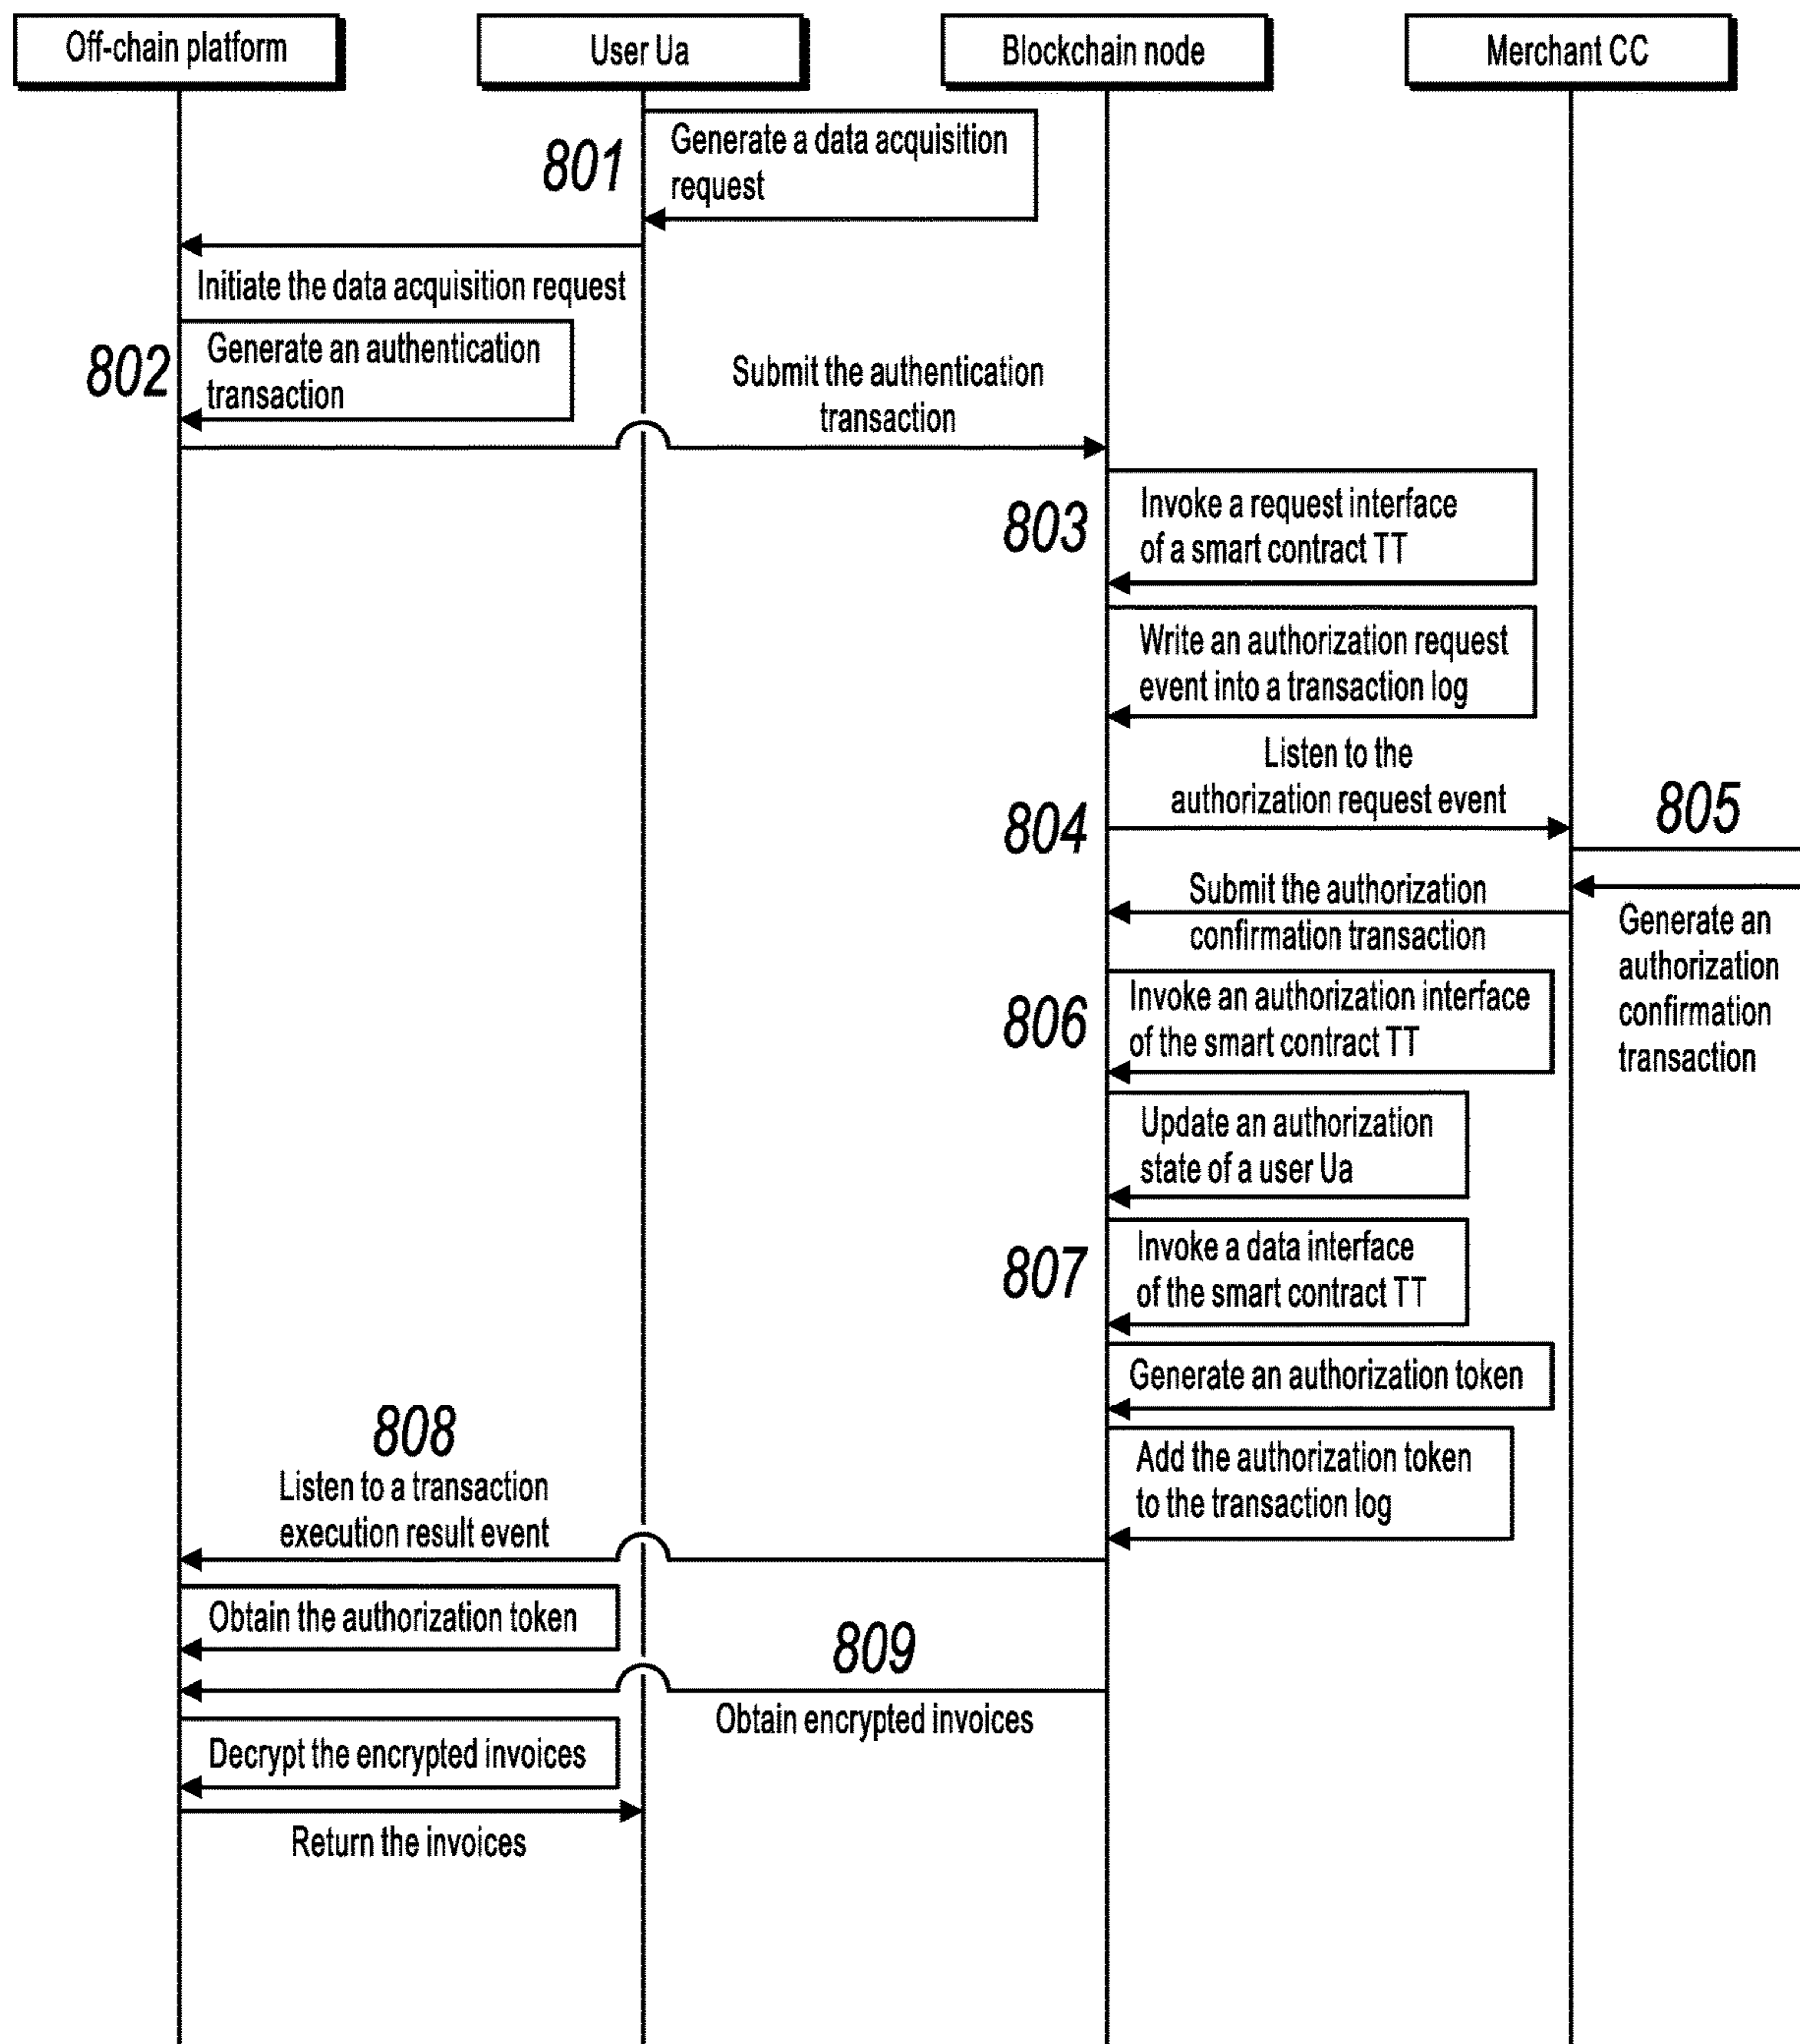 Off-chain platform
User Ua
Blockchain node
Merchant CC
801
Generate a data acquisition
request
Initiate the data acquisition request
802
Generate an authentication
transaction
Submit the authentication
transaction
803
Invoke a request interface
of a smart contract TT
Write an authorization request
event into a transaction log
Listen to the
authorization request event
804
805
Submit the authorization
confirmation transaction
Generate an
authorization
confirmation
transaction
806
Invoke an authorization interface
of the smart contract TT
Update an authorization
state of a user Ua
807
Invoke a data interface
of the smart contract TT
Generate an authorization token
Add the authorization token
to the transaction log
808
Listen to a transaction
execution result event
Obtain the authorization token
809
Obtain encrypted invoices
Decrypt the encrypted invoices
Return the invoices